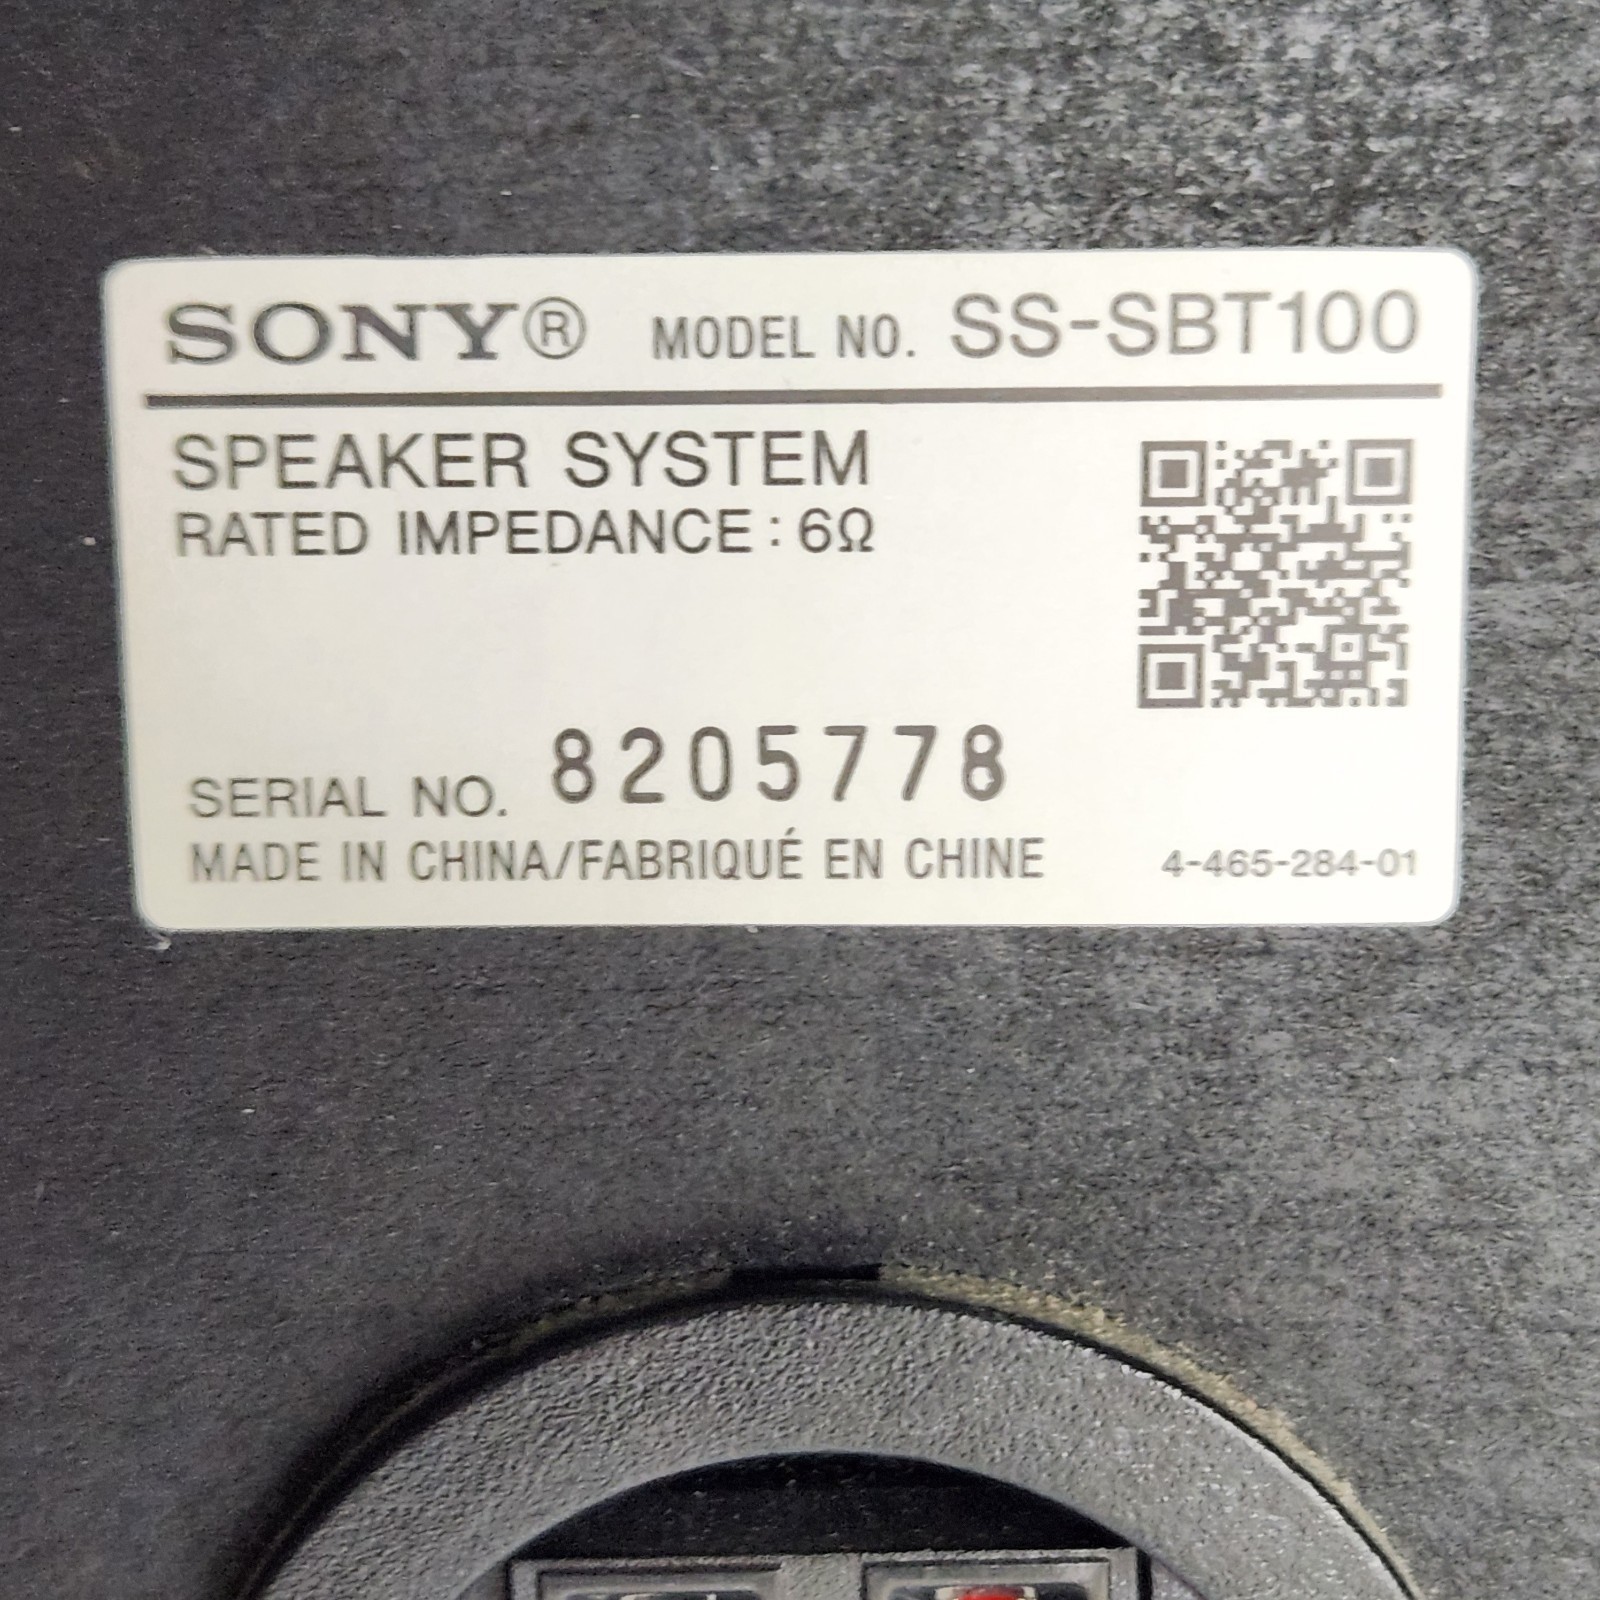 SONY® MODEL NO. SS-SBT100
SPEAKER SYSTEM
RATED IMPEDANCE : 6Ω
SERIAL NO. 8205778
MADE IN CHINA/FABRIQUÉ EN CHINE 4-465-284-01